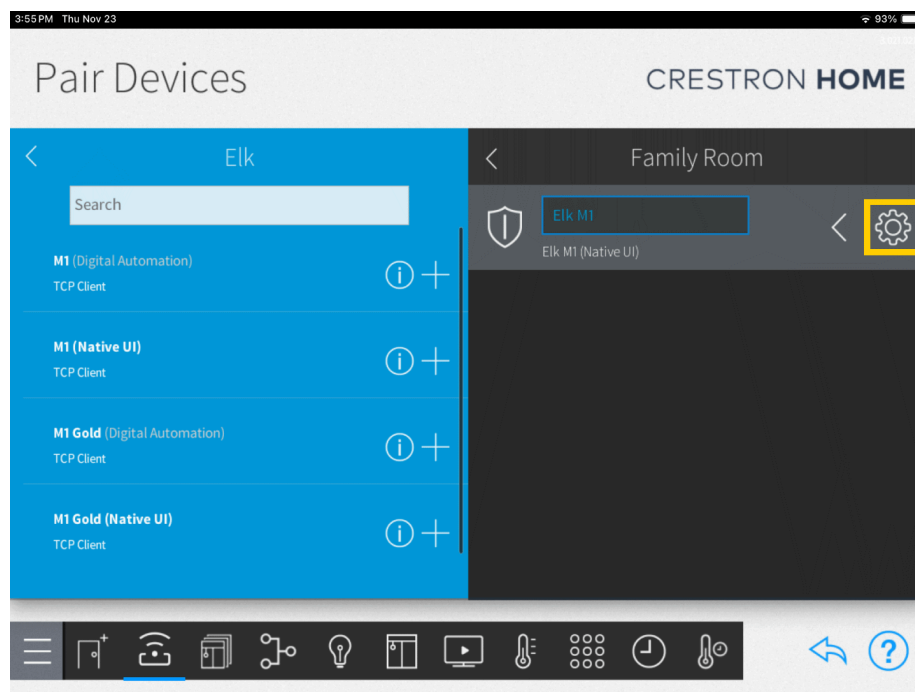 3:55 PM Thu Nov 23
93%
Pair Devices
CRESTRON HOME
Elk
Search
M1 (Digital Automation)
TCP Client
M1 (Native UI)
TCP Client
M1 Gold (Digital Automation)
TCP Client
M1 Gold (Native UI)
TCP Client
Family Room
Elk M1
Elk M1 (Native UI)